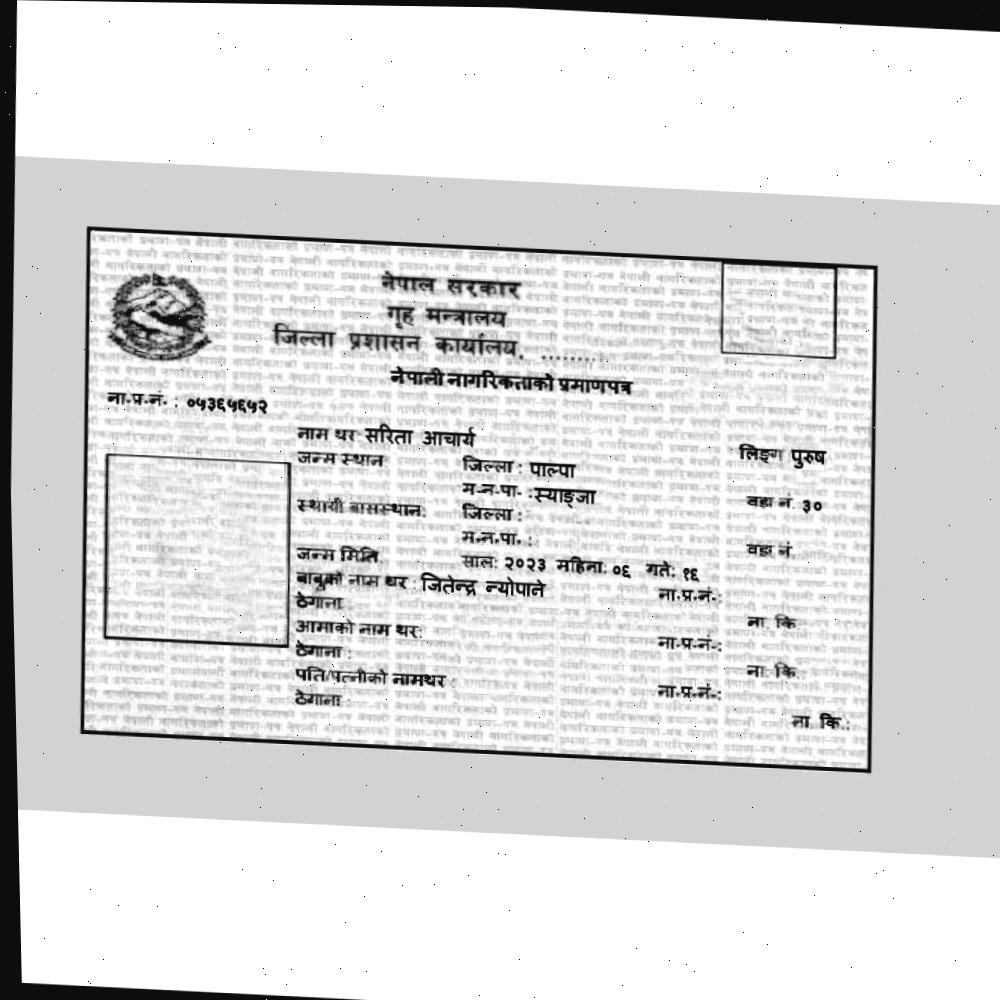 नेपाल सरकार
गृह मन्त्रालय
जिल्ला प्रशासन कार्यालय, .........
नेपाली नागरिकताको प्रमाणपत्र
ना.प्र.नं. : ०५३६५६५२
नाम थर: सरिता आचार्य लिङ्ग पुरुष
जन्म स्थान: जिल्ला : पाल्पा
म.न.पा. : स्याङ्जा वडा नं. ३०
स्थायी बासस्थान: जिल्ला :
म.न.पा. : वडा नं.
जन्म मिति: साल: २०२३ महिना: ०६ गते: १६
बाबुको नाम थर : जितेन्द्र न्योपाने ना.प्र.नं.:
ठेगाना : ना. कि.:
आमाको नाम थर: ना.प्र.नं.:
ठेगाना : ना. कि.:
पति/पत्नीको नामथर : ना.प्र.नं.:
ठेगाना : ना. कि.: